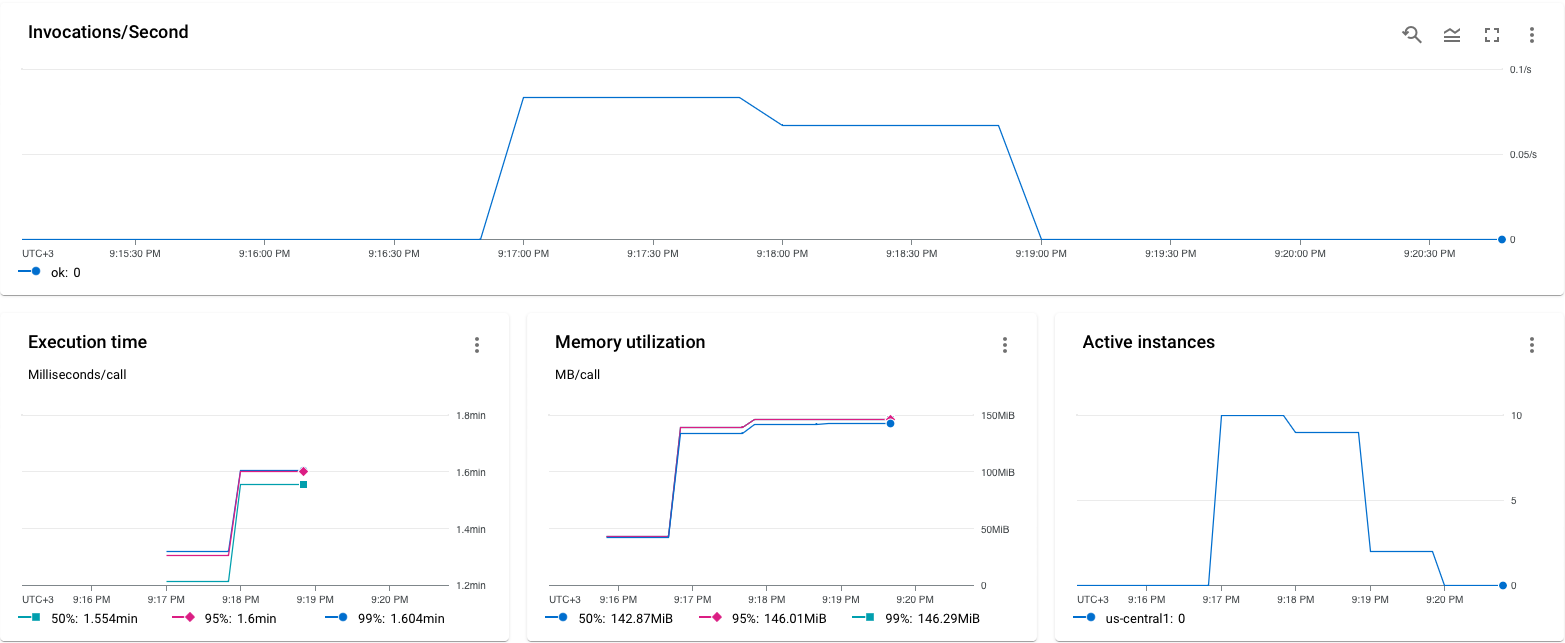 Invocations/Second
0.1/s
0.05/s
0
UTC+3 9:15:30 PM 9:16:00 PM 9:16:30 PM 9:17:00 PM 9:17:30 PM 9:18:00 PM 9:18:30 PM 9:19:00 PM 9:19:30 PM 9:20:00 PM 9:20:30 PM
ok: 0
Execution time
Milliseconds/call
1.8min
1.6min
1.4min
1.2min
UTC+3 9:16 PM 9:17 PM 9:18 PM 9:19 PM 9:20 PM
50%: 1.554min 95%: 1.6min 99%: 1.604min
Memory utilization
MB/call
150MiB
100MiB
50MiB
0
UTC+3 9:16 PM 9:17 PM 9:18 PM 9:19 PM 9:20 PM
50%: 142.87MiB 95%: 146.01MiB 99%: 146.29MiB
Active instances
10
5
0
UTC+3 9:16 PM 9:17 PM 9:18 PM 9:19 PM 9:20 PM
us-central1: 0